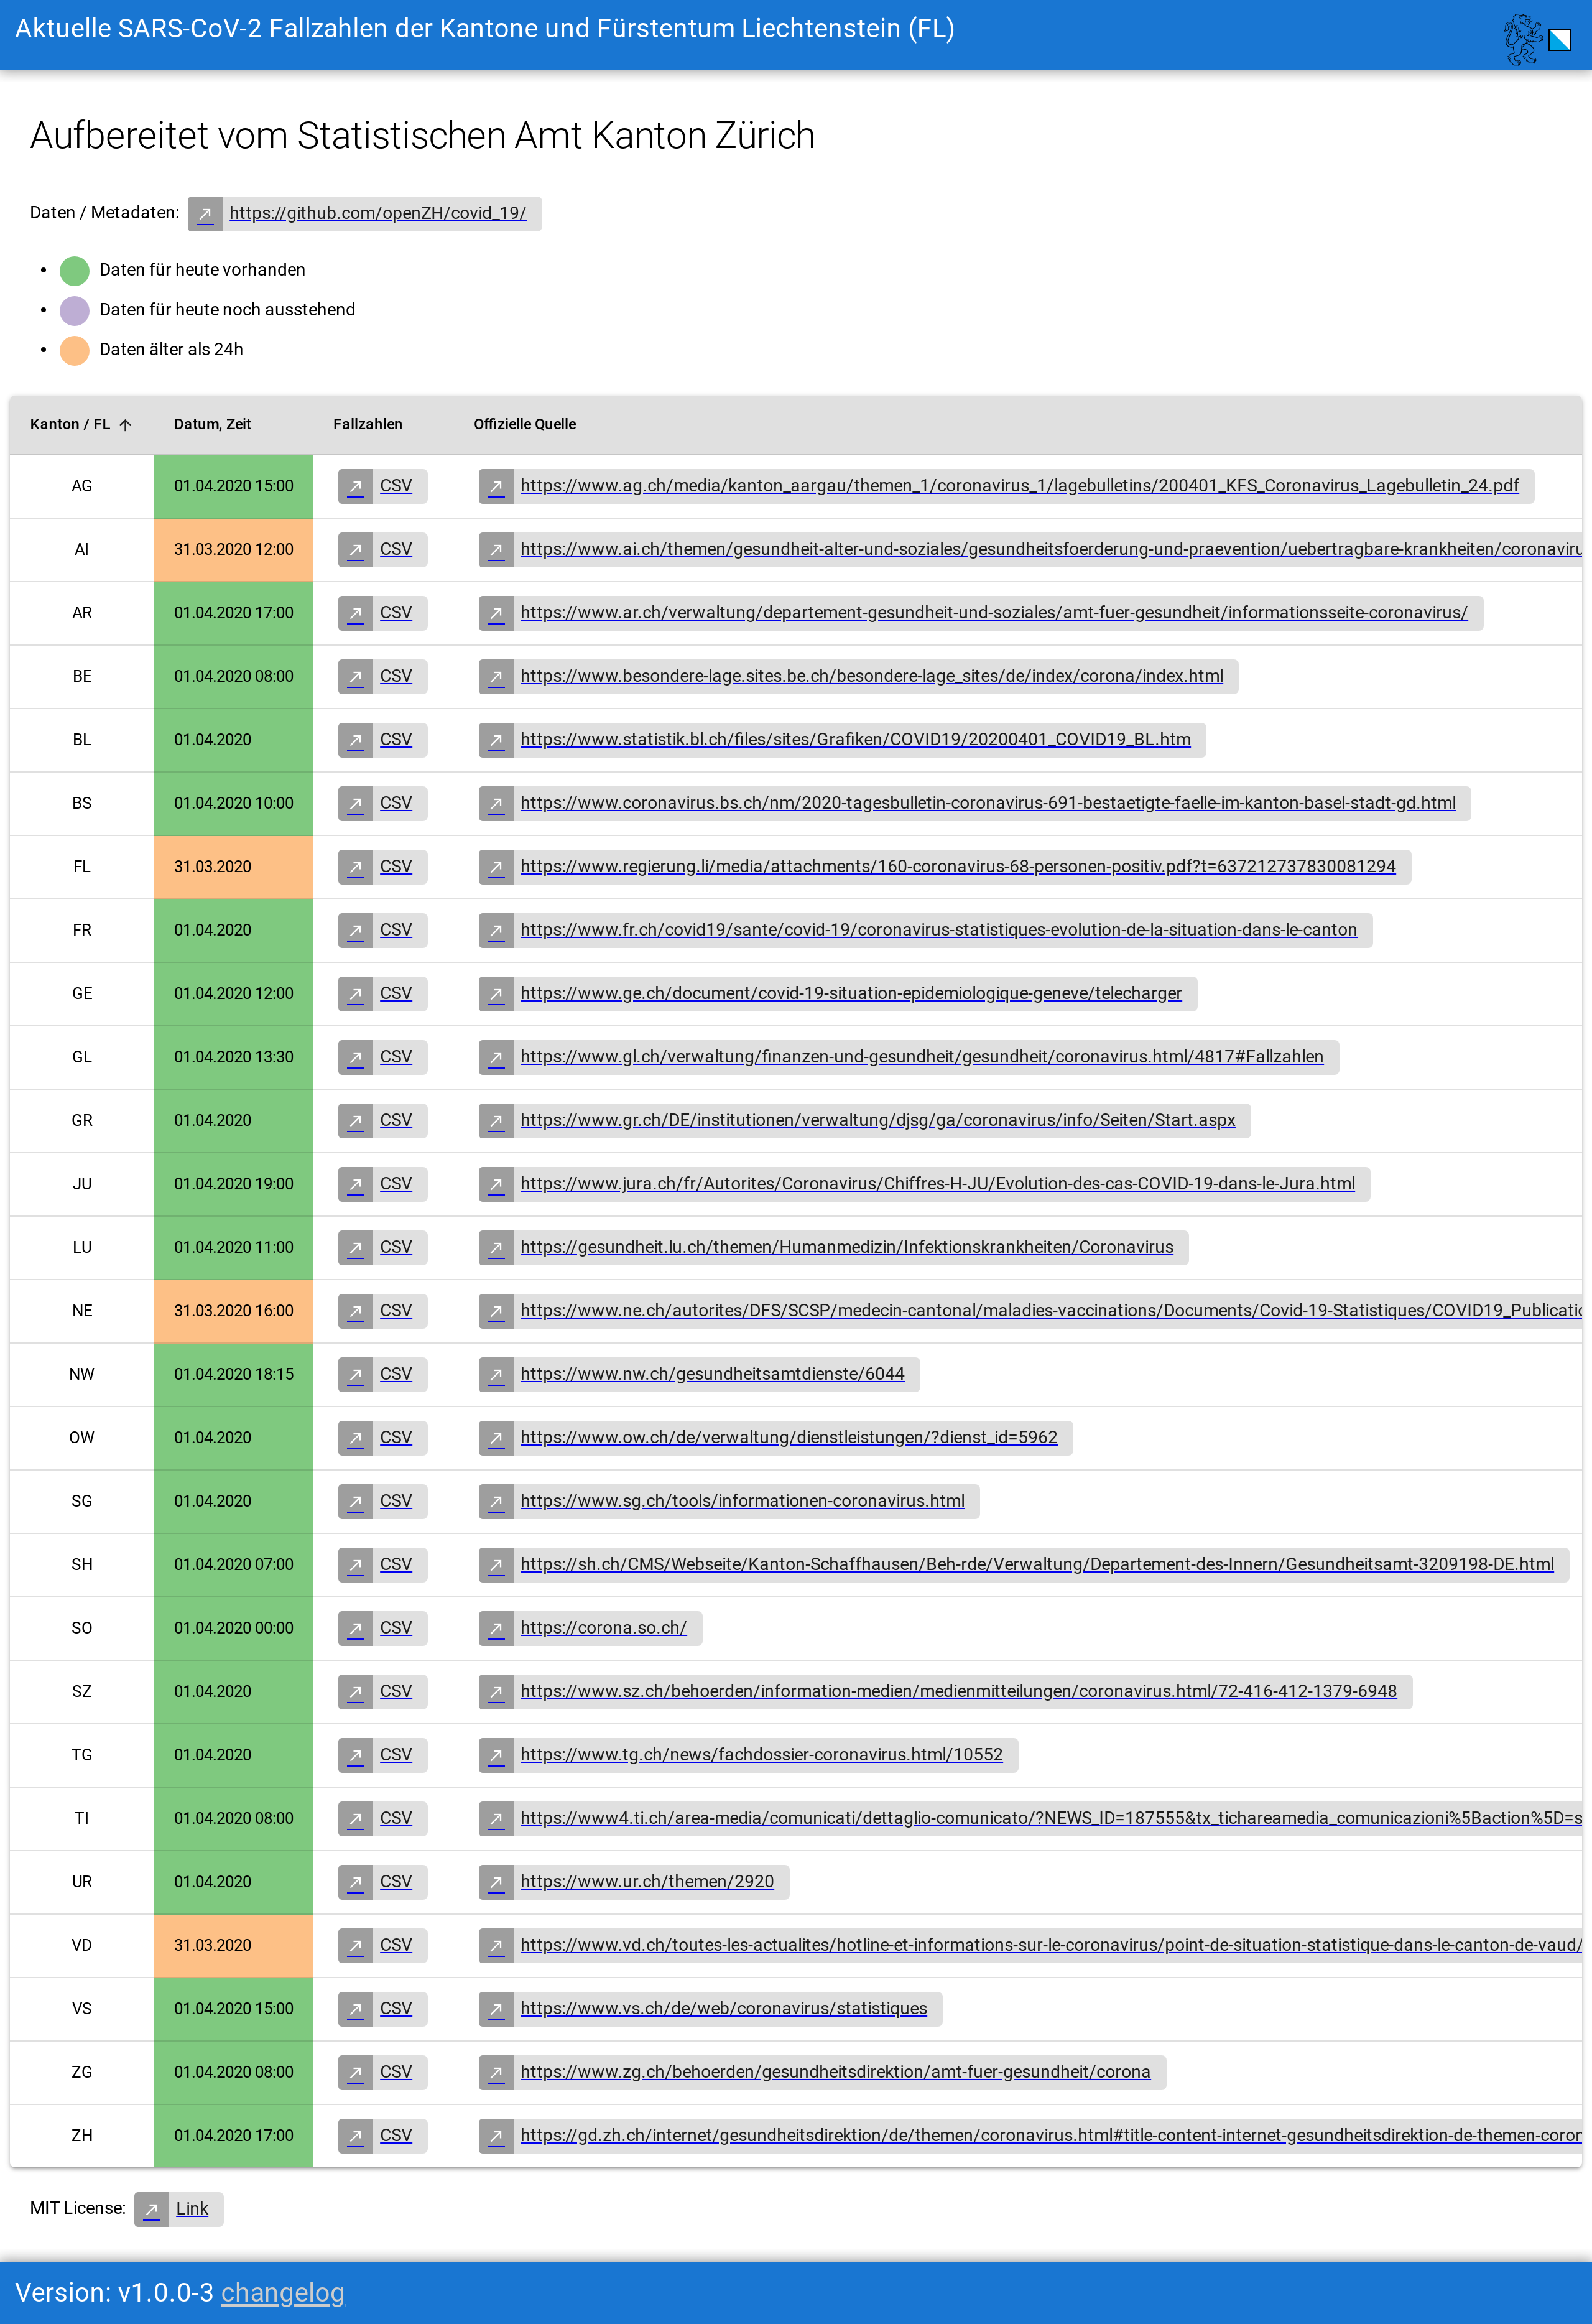 Aktuelle SARS-CoV-2 Fallzahlen der Kantone und Fürstentum Liechtenstein (FL)
Aufbereitet vom Statistischen Amt Kanton Zürich
Daten / Metadaten: https://github.com/openZH/covid_19/
Daten für heute vorhanden
Daten für heute noch ausstehend
Daten älter als 24h
Kanton / FL Datum, Zeit Fallzahlen Offizielle Quelle
AG 01.04.2020 15:00 CSV https://www.ag.ch/media/kanton_aargau/themen_1/coronavirus_1/lagebulletins/200401_KFS_Coronavirus_Lagebulletin_24.pdf
AI 31.03.2020 12:00 CSV https://www.ai.ch/themen/gesundheit-alter-und-soziales/gesundheitsfoerderung-und-praevention/uebertragbare-krankheiten/coronaviru
AR 01.04.2020 17:00 CSV https://www.ar.ch/verwaltung/departement-gesundheit-und-soziales/amt-fuer-gesundheit/informationsseite-coronavirus/
BE 01.04.2020 08:00 CSV https://www.besondere-lage.sites.be.ch/besondere-lage_sites/de/index/corona/index.html
BL 01.04.2020 CSV https://www.statistik.bl.ch/files/sites/Grafiken/COVID19/20200401_COVID19_BL.htm
BS 01.04.2020 10:00 CSV https://www.coronavirus.bs.ch/nm/2020-tagesbulletin-coronavirus-691-bestaetigte-faelle-im-kanton-basel-stadt-gd.html
FL 31.03.2020 CSV https://www.regierung.li/media/attachments/160-coronavirus-68-personen-positiv.pdf?t=637212737830081294
FR 01.04.2020 CSV https://www.fr.ch/covid19/sante/covid-19/coronavirus-statistiques-evolution-de-la-situation-dans-le-canton
GE 01.04.2020 12:00 CSV https://www.ge.ch/document/covid-19-situation-epidemiologique-geneve/telecharger
GL 01.04.2020 13:30 CSV https://www.gl.ch/verwaltung/finanzen-und-gesundheit/gesundheit/coronavirus.html/4817#Fallzahlen
GR 01.04.2020 CSV https://www.gr.ch/DE/institutionen/verwaltung/djsg/ga/coronavirus/info/Seiten/Start.aspx
JU 01.04.2020 19:00 CSV https://www.jura.ch/fr/Autorites/Coronavirus/Chiffres-H-JU/Evolution-des-cas-COVID-19-dans-le-Jura.html
LU 01.04.2020 11:00 CSV https://gesundheit.lu.ch/themen/Humanmedizin/Infektionskrankheiten/Coronavirus
NE 31.03.2020 16:00 CSV https://www.ne.ch/autorites/DFS/SCSP/medecin-cantonal/maladies-vaccinations/Documents/Covid-19-Statistiques/COVID19_Publicatio
NW 01.04.2020 18:15 CSV https://www.nw.ch/gesundheitsamtdienste/6044
OW 01.04.2020 CSV https://www.ow.ch/de/verwaltung/dienstleistungen/?dienst_id=5962
SG 01.04.2020 CSV https://www.sg.ch/tools/informationen-coronavirus.html
SH 01.04.2020 07:00 CSV https://sh.ch/CMS/Webseite/Kanton-Schaffhausen/Beh-rde/Verwaltung/Departement-des-Innern/Gesundheitsamt-3209198-DE.html
SO 01.04.2020 00:00 CSV https://corona.so.ch/
SZ 01.04.2020 CSV https://www.sz.ch/behoerden/information-medien/medienmitteilungen/coronavirus.html/72-416-412-1379-6948
TG 01.04.2020 CSV https://www.tg.ch/news/fachdossier-coronavirus.html/10552
TI 01.04.2020 08:00 CSV https://www4.ti.ch/area-media/comunicati/dettaglio-comunicato/?NEWS_ID=187555&tx_tichareamedia_comunicazioni%5Baction%5D=s
UR 01.04.2020 CSV https://www.ur.ch/themen/2920
VD 31.03.2020 CSV https://www.vd.ch/toutes-les-actualites/hotline-et-informations-sur-le-coronavirus/point-de-situation-statistique-dans-le-canton-de-vaud/
VS 01.04.2020 15:00 CSV https://www.vs.ch/de/web/coronavirus/statistiques
ZG 01.04.2020 08:00 CSV https://www.zg.ch/behoerden/gesundheitsdirektion/amt-fuer-gesundheit/corona
ZH 01.04.2020 17:00 CSV https://gd.zh.ch/internet/gesundheitsdirektion/de/themen/coronavirus.html#title-content-internet-gesundheitsdirektion-de-themen-coron
MIT License: Link
Version: v1.0.0-3 changelog